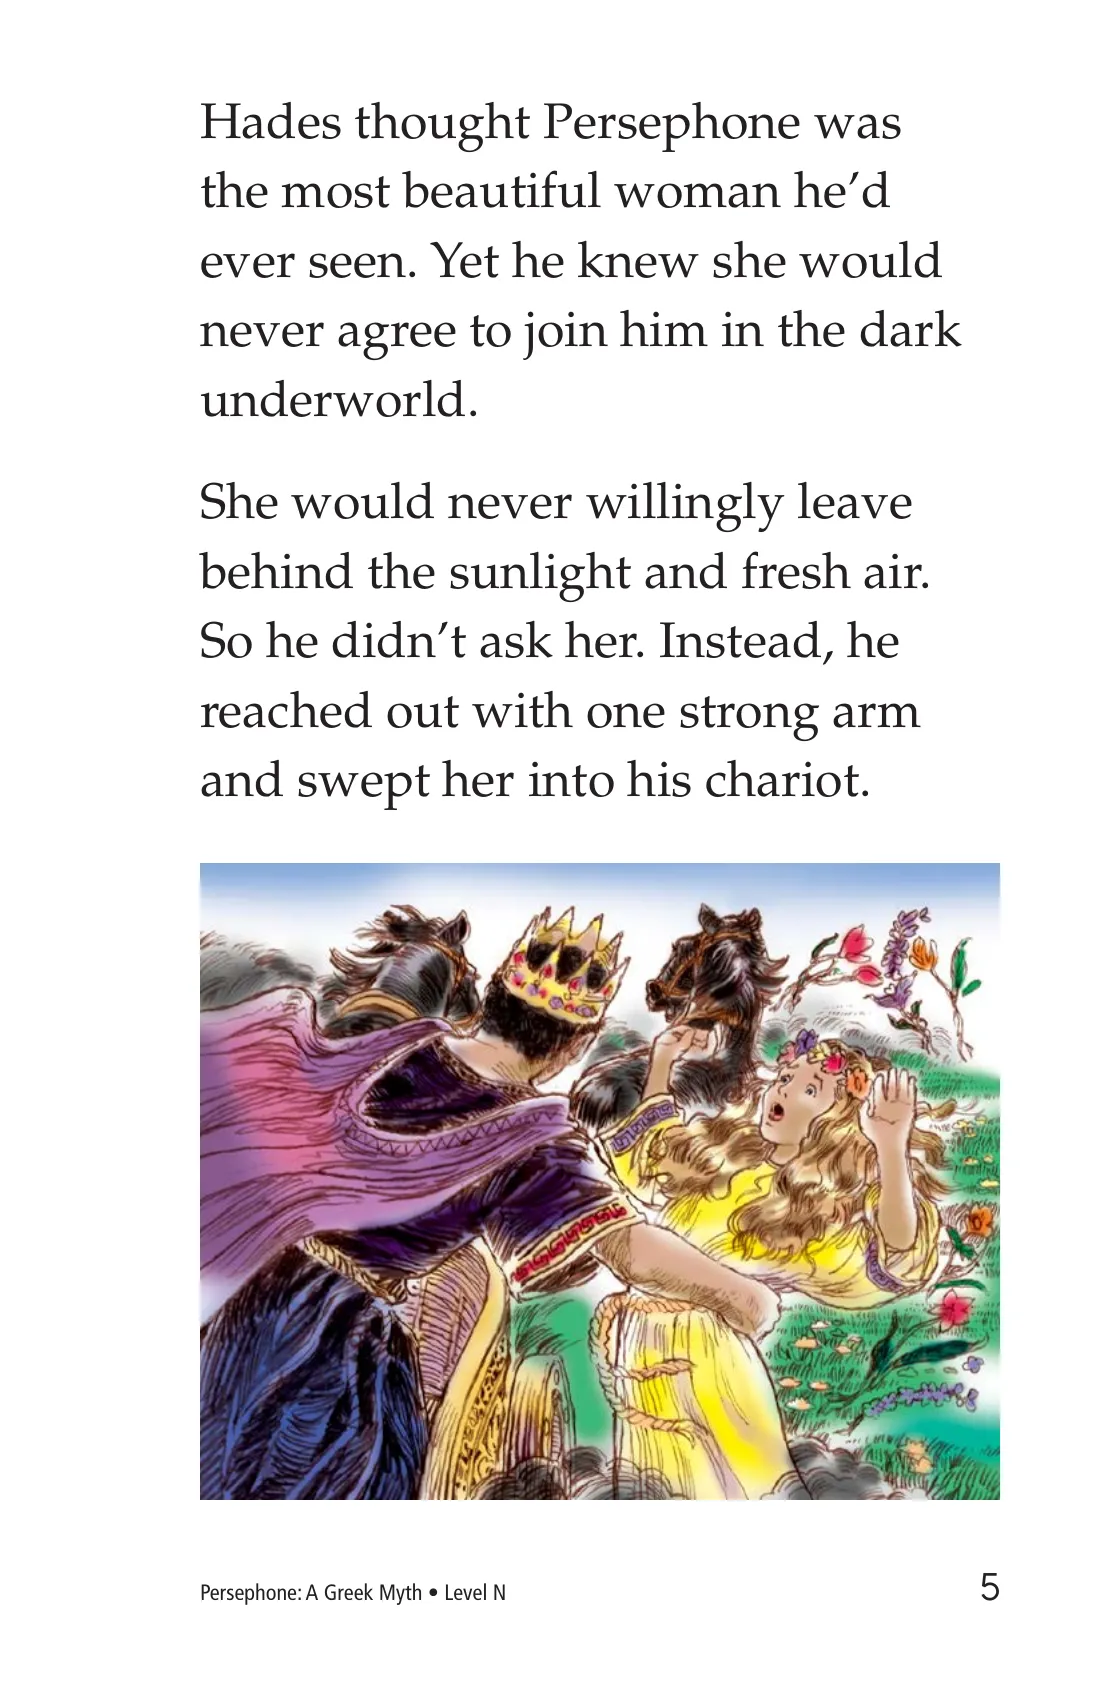 Hades thought Persephone was
the most beautiful woman he’d
ever seen. Yet he knew she would
never agree to join him in the dark
underworld.
She would never willingly leave
behind the sunlight and fresh air.
So he didn’t ask her. Instead, he
reached out with one strong arm
and swept her into his chariot.
Persephone: A Greek Myth • Level N
5